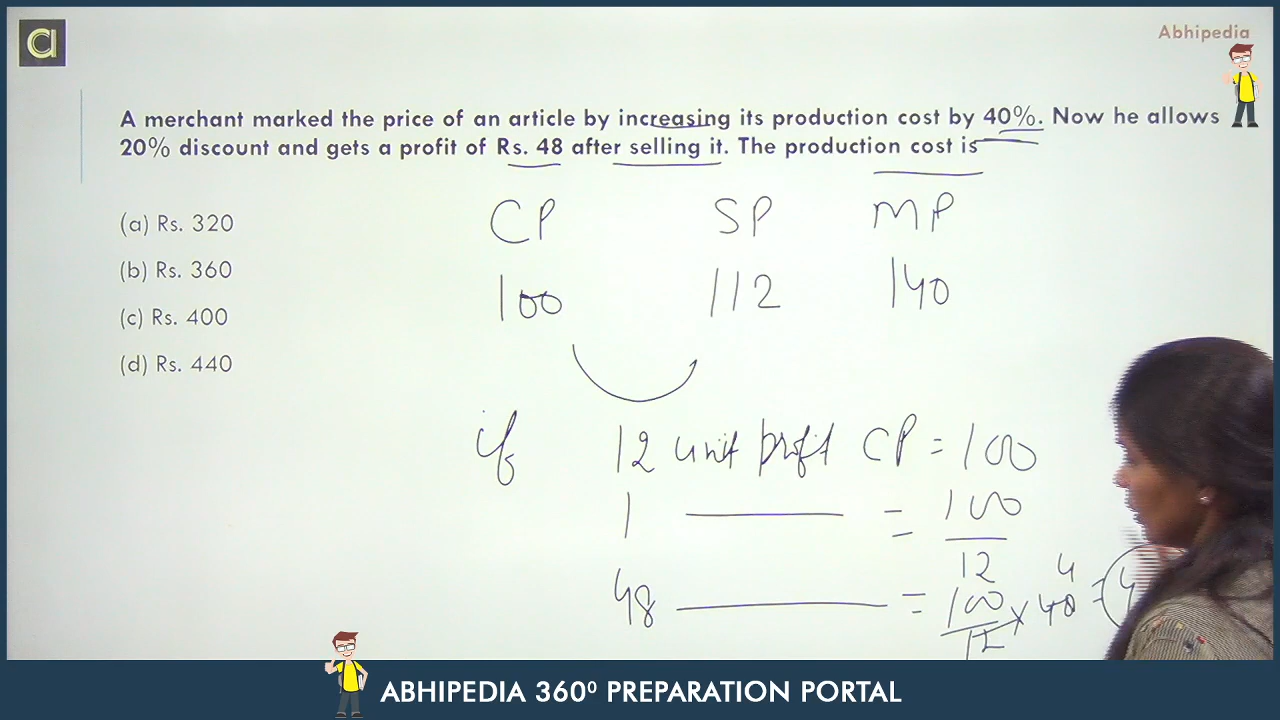 a
Abhipedia
A merchant marked the price of an article by increasing its production cost by 40%. Now he allows
20% discount and gets a profit of Rs. 48 after selling it. The production cost is
(a) Rs. 320
(b) Rs. 360
(c) Rs. 400
(d) Rs. 440
CP SP MP
100 112 140
if 12 unit profit CP = 100
1 = 100/12
48 = 100/12 × 48 4 =
ABHIPEDIA 360⁰ PREPARATION PORTAL